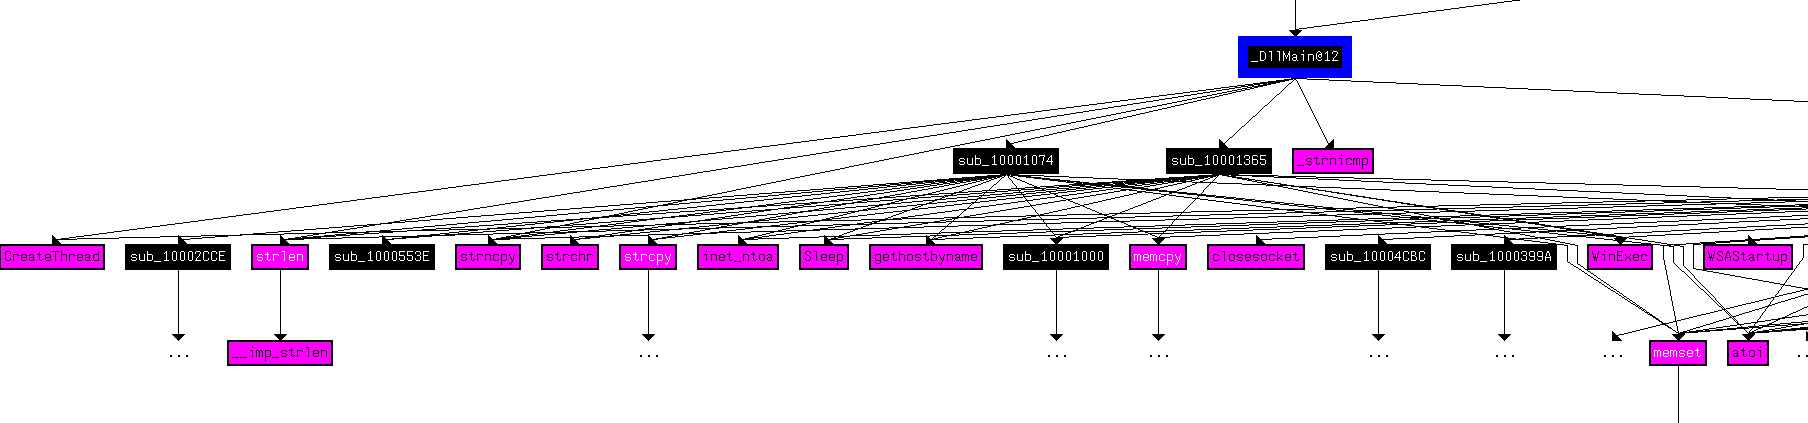 _DllMain@12
sub_10001074 sub_10001365 _strnicmp
CreateThread sub_10002CCE strlen sub_1000553E strncpy strchr strcpy inet_ntoa Sleep gethostbyname sub_10001000 memcpy closesocket sub_10004CBC sub_1000399A WinExec WSAStartup
... __imp_strlen ... ... ... ... ... ... memset atoi ..